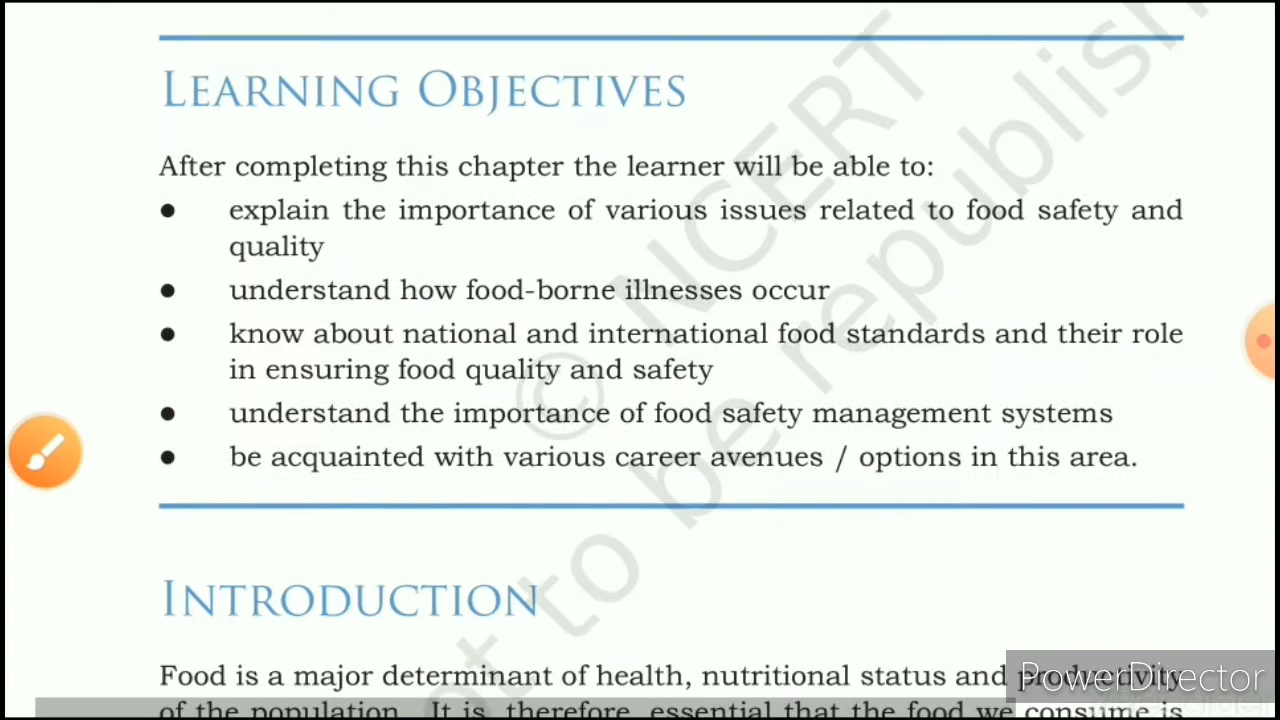 LEARNING OBJECTIVES
After completing this chapter the learner will be able to:
● explain the importance of various issues related to food safety and
quality
● understand how food-borne illnesses occur
● know about national and international food standards and their role
in ensuring food quality and safety
● understand the importance of food safety management systems
● be acquainted with various career avenues / options in this area.
INTRODUCTION
Food is a major determinant of health, nutritional status and productivity
of the population. It is, therefore, essential that the food we consume is
© NCERT
not to be republish
PowerDirector